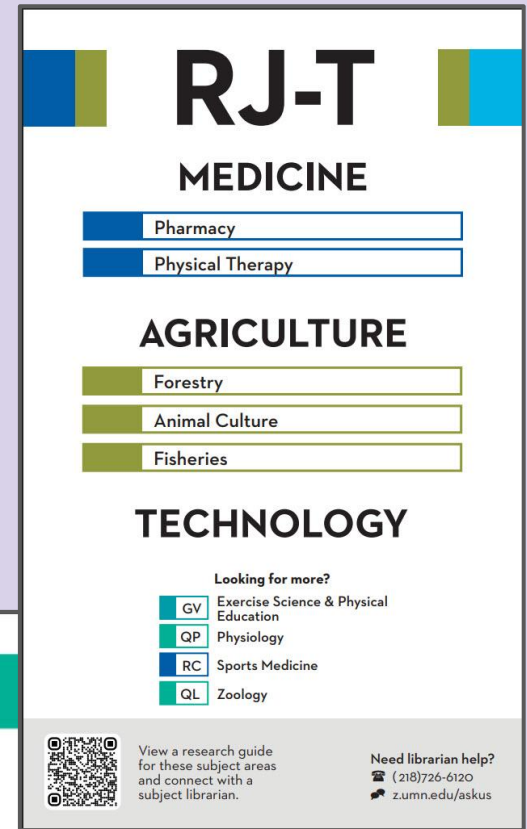 RJ-T
MEDICINE
Pharmacy
Physical Therapy
AGRICULTURE
Forestry
Animal Culture
Fisheries
TECHNOLOGY
Looking for more?
GV Exercise Science & Physical
Education
QP Physiology
RC Sports Medicine
QL Zoology
View a research guide
for these subject areas
and connect with a
subject librarian.
Need librarian help?
(218)726-6120
z.umn.edu/askus